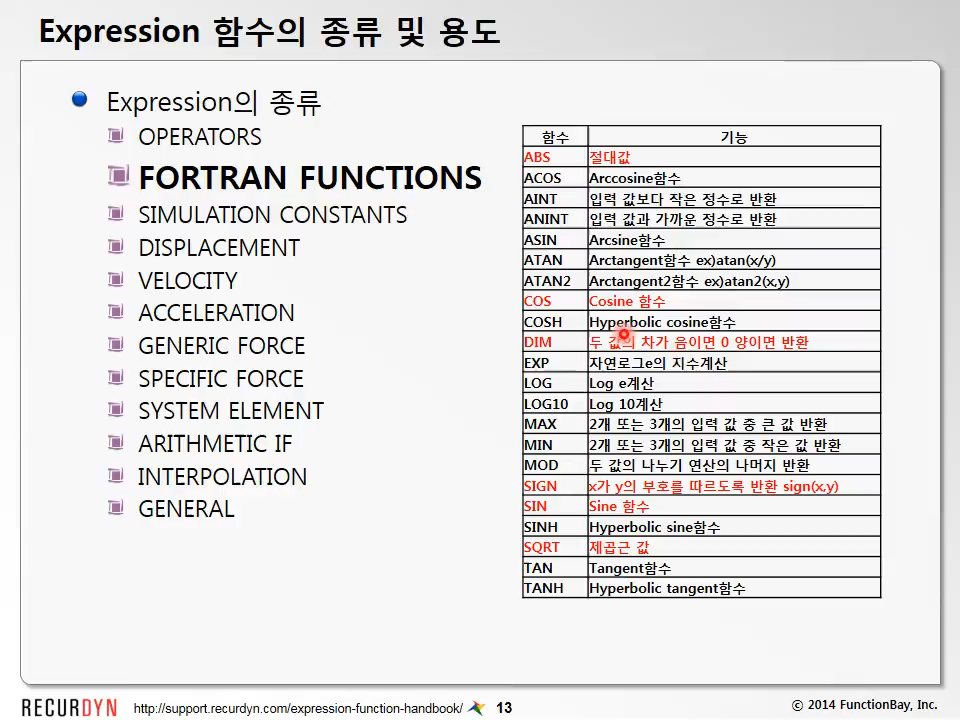 Expression 함수의 종류 및 용도
Expression의 종류
OPERATORS
FORTRAN FUNCTIONS
SIMULATION CONSTANTS
DISPLACEMENT
VELOCITY
ACCELERATION
GENERIC FORCE
SPECIFIC FORCE
SYSTEM ELEMENT
ARITHMETIC IF
INTERPOLATION
GENERAL
함수 기능
ABS 절대값
ACOS Arccosine함수
AINT 입력 값보다 작은 정수로 반환
ANINT 입력 값과 가까운 정수로 반환
ASIN Arcsine함수
ATAN Arctangent함수 ex)atan(x/y)
ATAN2 Arctangent2함수 ex)atan2(x,y)
COS Cosine 함수
COSH Hyperbolic cosine함수
DIM 두 값의 차가 음이면 0 양이면 반환
EXP 자연로그e의 지수계산
LOG Log e계산
LOG10 Log 10계산
MAX 2개 또는 3개의 입력 값 중 큰 값 반환
MIN 2개 또는 3개의 입력 값 중 작은 값 반환
MOD 두 값의 나누기 연산의 나머지 반환
SIGN x가 y의 부호를 따르도록 반환 sign(x,y)
SIN Sine 함수
SINH Hyperbolic sine함수
SQRT 제곱근 값
TAN Tangent함수
TANH Hyperbolic tangent함수
RECURDYN http://support.recurdyn.com/expression-function-handbook/ 13 © 2014 FunctionBay, Inc.